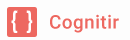 { } Cognitir